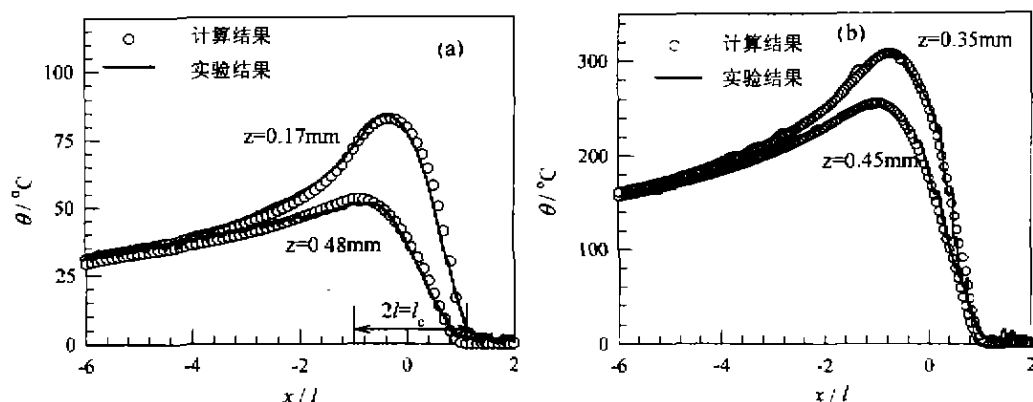 ○ 计算结果
— 实验结果
(a)
100
75
50
25
0
θ / °C
z=0.17mm
z=0.48mm
2l=l_c
-6 -4 -2 0 2
x / l
○ 计算结果
— 实验结果
(b)
300
200
100
0
θ / °C
z=0.35mm
z=0.45mm
-6 -4 -2 0 2
x / l